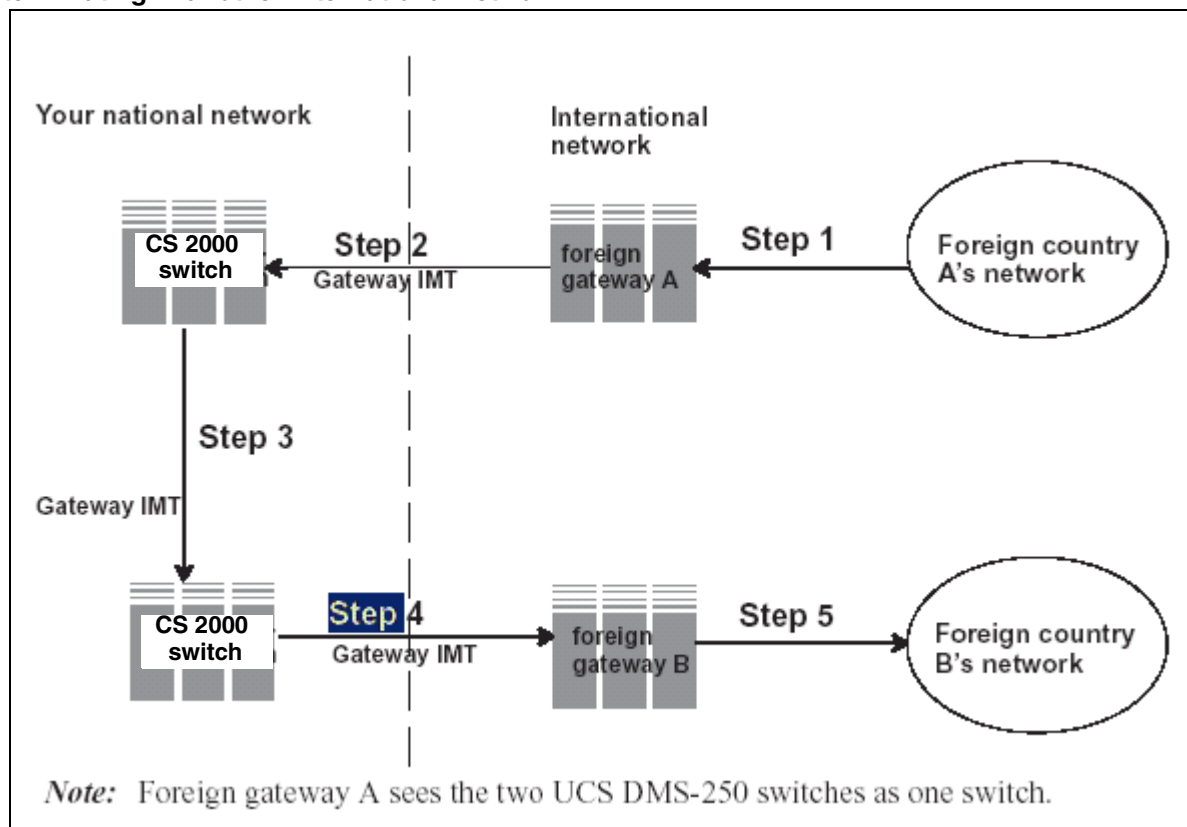 Your national network
International
network
CS 2000
switch
Step 2
Gateway IMT
foreign
gateway A
Step 1
Foreign country
A's network
Step 3
Gateway IMT
CS 2000
switch
Step 4
Gateway IMT
foreign
gateway B
Step 5
Foreign country
B's network
Note: Foreign gateway A sees the two UCS DMS-250 switches as one switch.